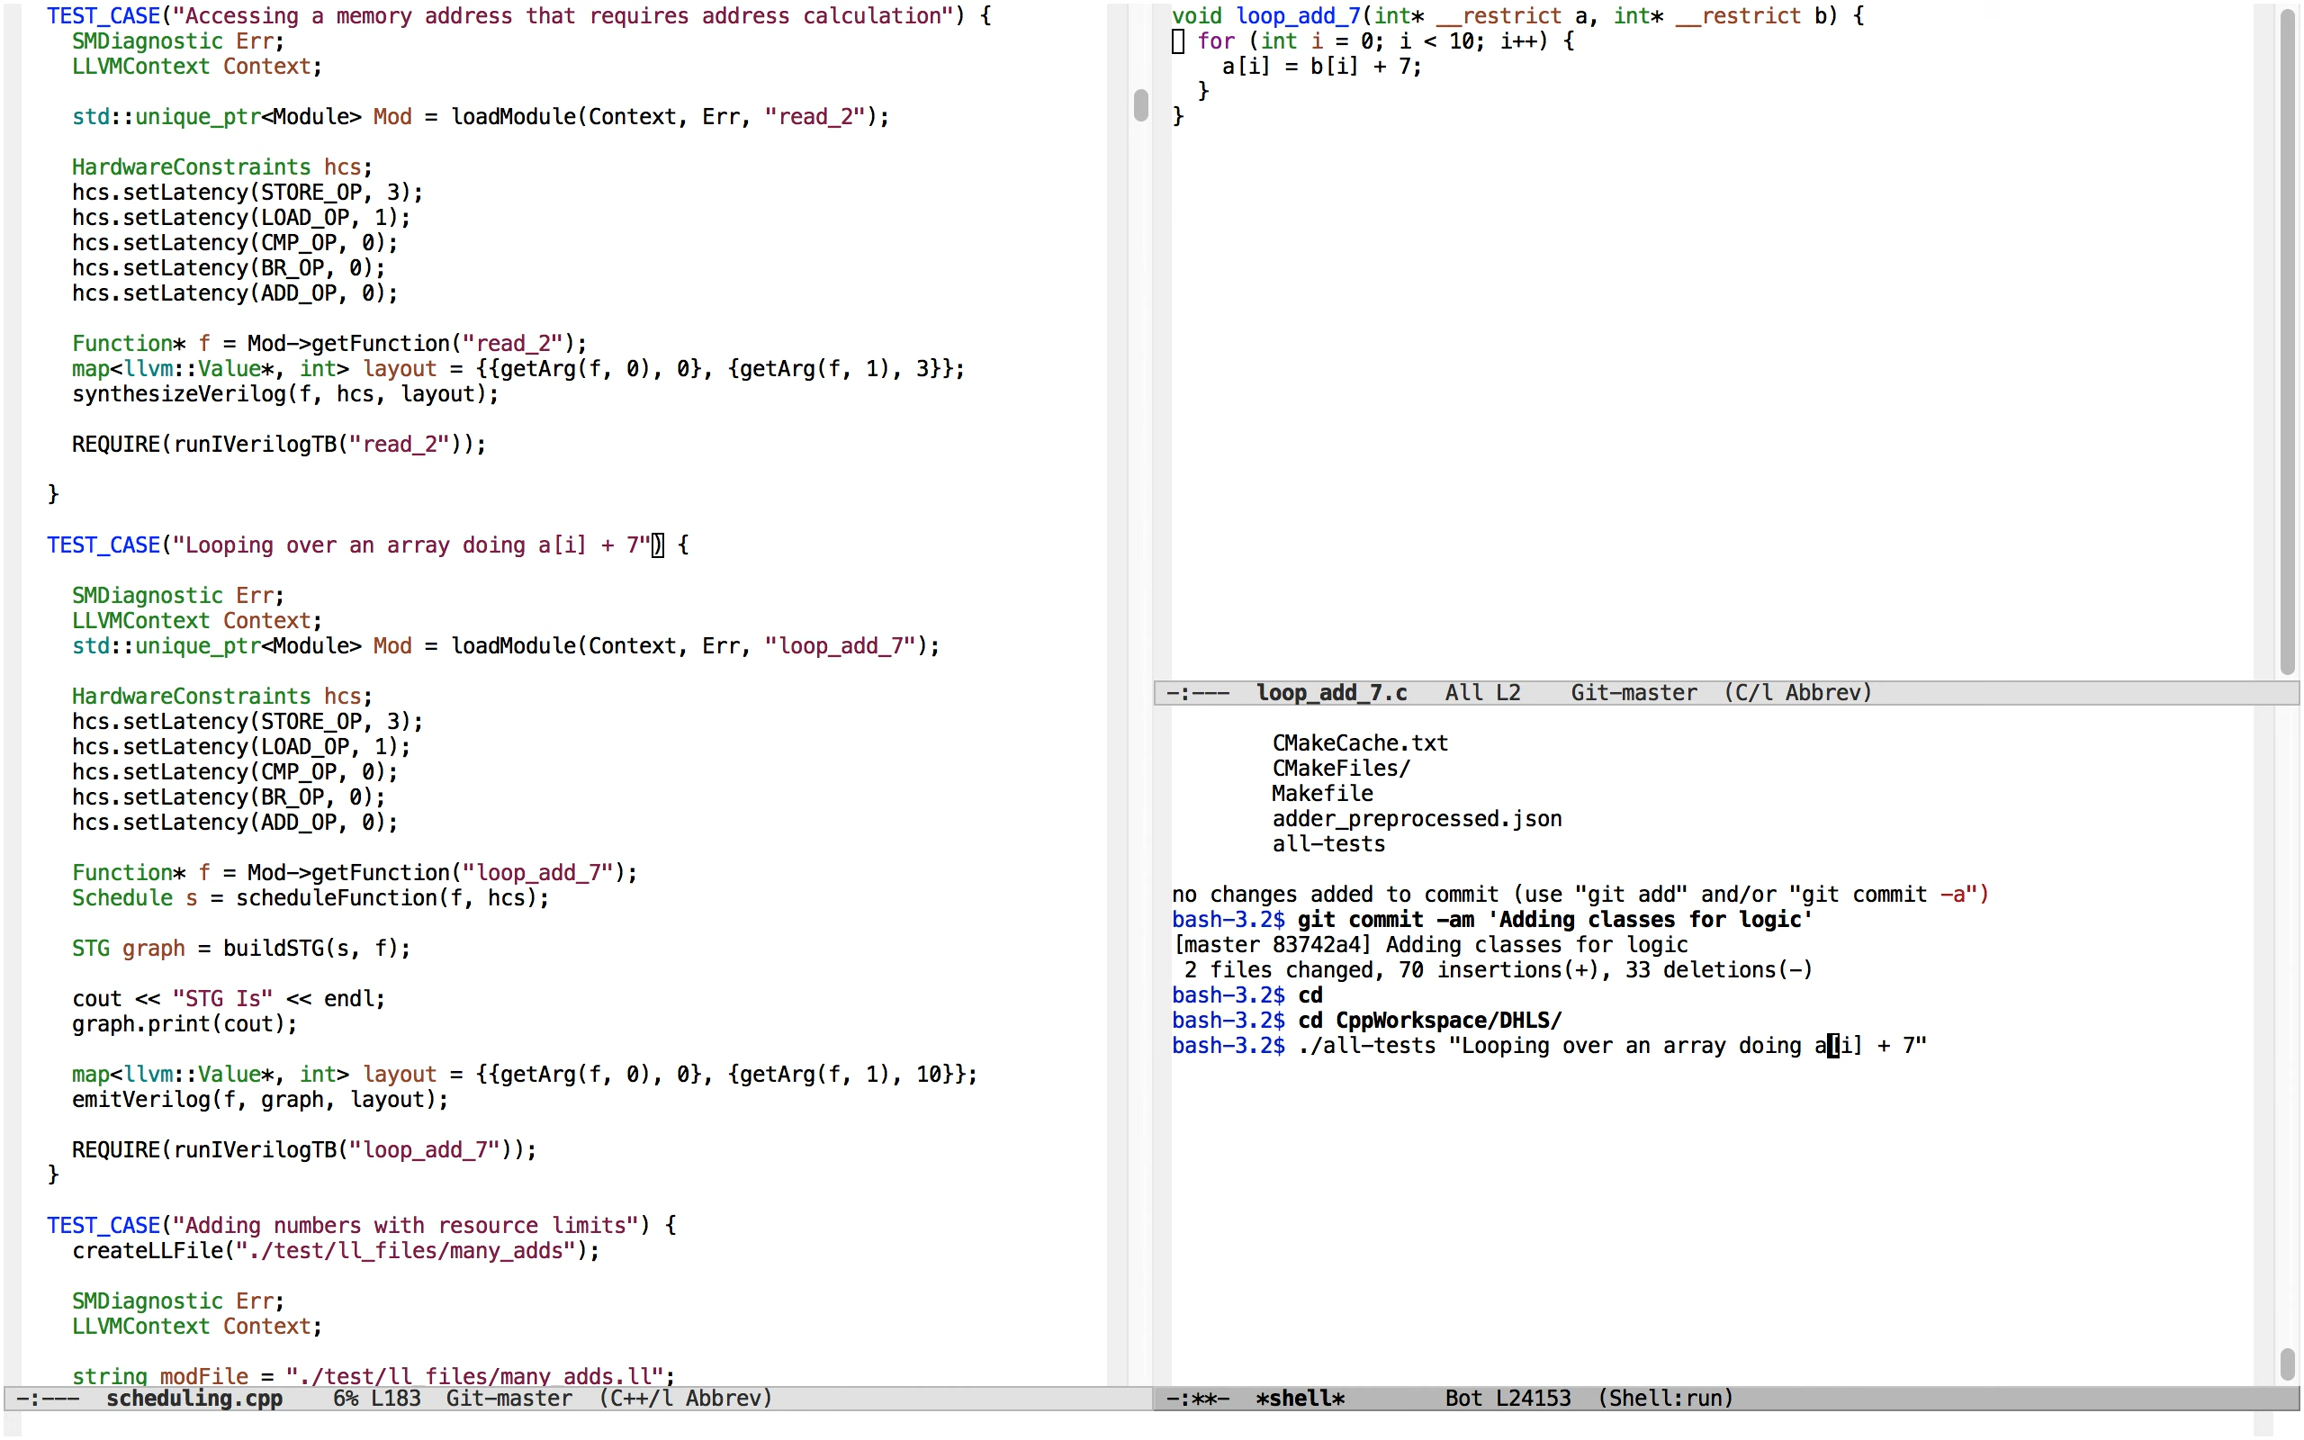 TEST_CASE("Accessing a memory address that requires address calculation") {
  SMDiagnostic Err;
  LLVMContext Context;

  std::unique_ptr<Module> Mod = loadModule(Context, Err, "read_2");

  HardwareConstraints hcs;
  hcs.setLatency(STORE_OP, 3);
  hcs.setLatency(LOAD_OP, 1);
  hcs.setLatency(CMP_OP, 0);
  hcs.setLatency(BR_OP, 0);
  hcs.setLatency(ADD_OP, 0);

  Function* f = Mod->getFunction("read_2");
  map<llvm::Value*, int> layout = {{getArg(f, 0), 0}, {getArg(f, 1), 3}};
  synthesizeVerilog(f, hcs, layout);

  REQUIRE(runIVerilogTB("read_2"));

}

TEST_CASE("Looping over an array doing a[i] + 7") {

  SMDiagnostic Err;
  LLVMContext Context;
  std::unique_ptr<Module> Mod = loadModule(Context, Err, "loop_add_7");

  HardwareConstraints hcs;
  hcs.setLatency(STORE_OP, 3);
  hcs.setLatency(LOAD_OP, 1);
  hcs.setLatency(CMP_OP, 0);
  hcs.setLatency(BR_OP, 0);
  hcs.setLatency(ADD_OP, 0);

  Function* f = Mod->getFunction("loop_add_7");
  Schedule s = scheduleFunction(f, hcs);

  STG graph = buildSTG(s, f);

  cout << "STG Is" << endl;
  graph.print(cout);

  map<llvm::Value*, int> layout = {{getArg(f, 0), 0}, {getArg(f, 1), 10}};
  emitVerilog(f, graph, layout);

  REQUIRE(runIVerilogTB("loop_add_7"));
}

TEST_CASE("Adding numbers with resource limits") {
  createLLFile("./test/ll_files/many_adds");

  SMDiagnostic Err;
  LLVMContext Context;

  string modFile = "./test/ll_files/many_adds.ll";
-:--- scheduling.cpp 6% L183 Git-master (C++/l Abbrev)
void loop_add_7(int* __restrict a, int* __restrict b) {
  for (int i = 0; i < 10; i++) {
    a[i] = b[i] + 7;
  }
}
-:--- loop_add_7.c All L2 Git-master (C/l Abbrev)
CMakeCache.txt
CMakeFiles/
Makefile
adder_preprocessed.json
all-tests

no changes added to commit (use "git add" and/or "git commit -a")
bash-3.2$ git commit -am 'Adding classes for logic'
[master 83742a4] Adding classes for logic
 2 files changed, 70 insertions(+), 33 deletions(-)
bash-3.2$ cd
bash-3.2$ cd CppWorkspace/DHLS/
bash-3.2$ ./all-tests "Looping over an array doing a[i] + 7"
-:**- *shell* Bot L24153 (Shell:run)